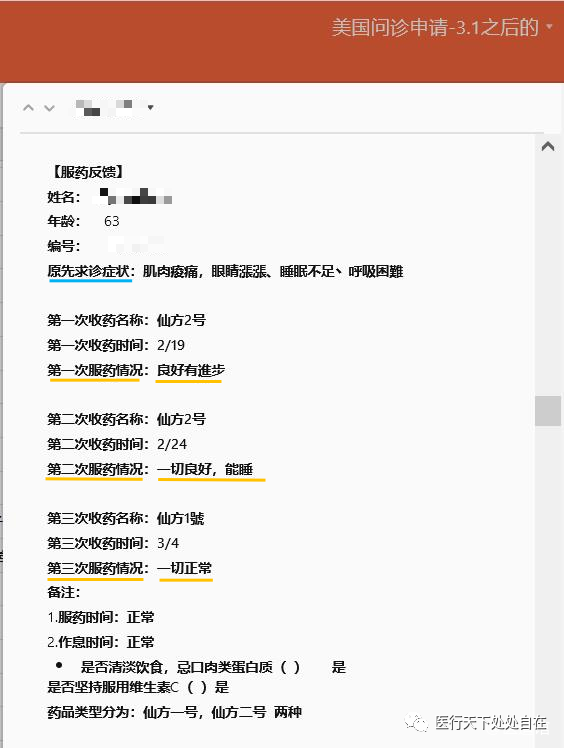 美国问诊申请-3.1之后的
【服药反馈】
姓名：
年龄： 63
编号：
原先求诊症状：肌肉痠痛，眼睛漲漲、睡眠不足、呼吸困難
第一次收药名称：仙方2号
第一次收药时间：2/19
第一次服药情况：良好有進步
第二次收药名称：仙方2号
第二次收药时间：2/24
第二次服药情况：一切良好，能睡
第三次收药名称：仙方1號
第三次收药时间：3/4
第三次服药情况：一切正常
备注：
1.服药时间：正常
2.作息时间：正常
• 是否清淡饮食，忌口肉类蛋白质（ ） 是
是否坚持服用维生素C（ ）是
药品类型分为：仙方一号，仙方二号 两种
医行天下处处自在